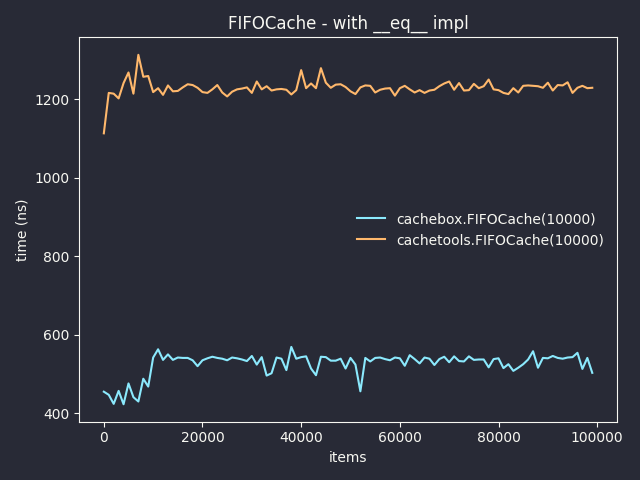 FIFOCache - with __eq__ impl
time (ns)
1200
1000
800
600
400
cachebox.FIFOCache(10000)
cachetools.FIFOCache(10000)
0
20000
40000
60000
80000
100000
items